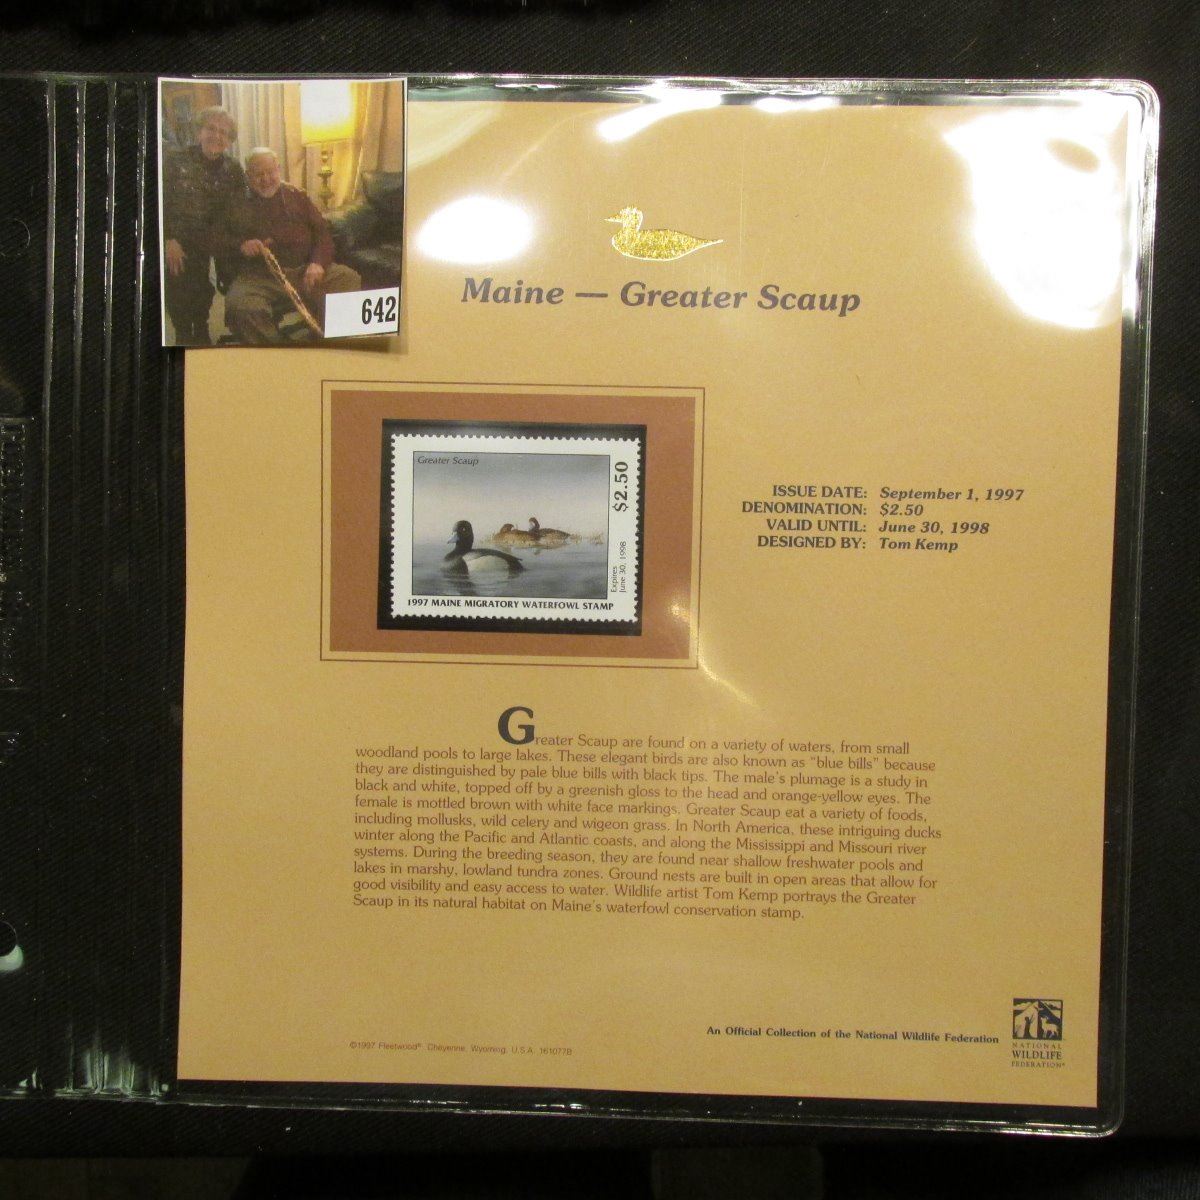 642
Maine — Greater Scaup
Greater Scaup
$2.50
Expires
June 30, 1998
1997 MAINE MIGRATORY WATERFOWL STAMP
ISSUE DATE: September 1, 1997
DENOMINATION: $2.50
VALID UNTIL: June 30, 1998
DESIGNED BY: Tom Kemp
Greater Scaup are found on a variety of waters, from small
woodland pools to large lakes. These elegant birds are also known as "blue bills" because
they are distinguished by pale blue bills with black tips. The male's plumage is a study in
black and white, topped off by a greenish gloss to the head and orange-yellow eyes. The
female is mottled brown with white face markings. Greater Scaup eat a variety of foods,
including mollusks, wild celery and wigeon grass. In North America, these intriguing ducks
winter along the Pacific and Atlantic coasts, and along the Mississippi and Missouri river
systems. During the breeding season, they are found near shallow freshwater pools and
lakes in marshy, lowland tundra zones. Ground nests are built in open areas that allow for
good visibility and easy access to water. Wildlife artist Tom Kemp portrays the Greater
Scaup in its natural habitat on Maine's waterfowl conservation stamp.
©1997 Fleetwood® Cheyenne, Wyoming, U.S.A. 161077B
An Official Collection of the National Wildlife Federation
NATIONAL
WILDLIFE
FEDERATION®